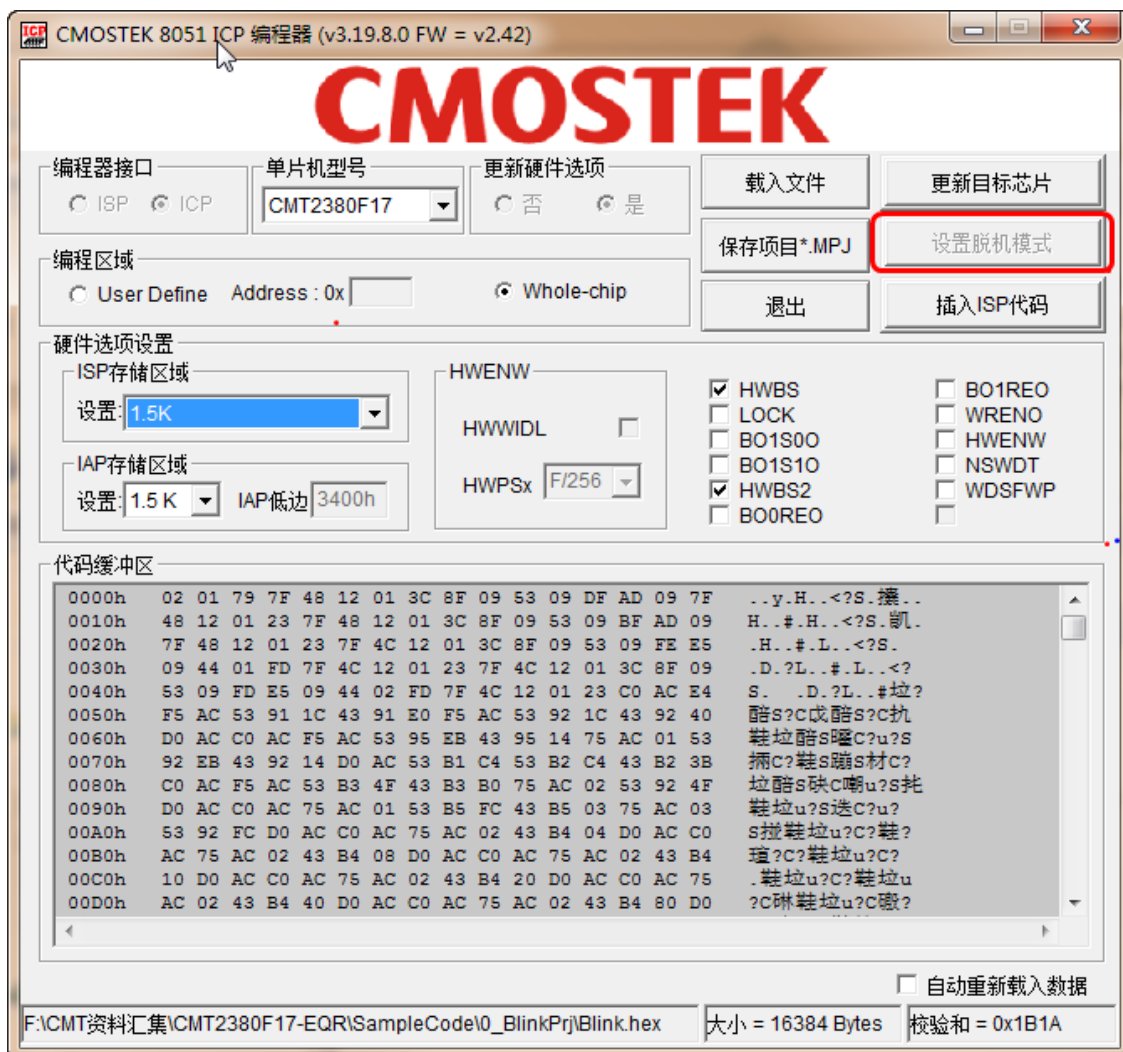 CMOSTEK 8051 ICP 编程器 (v3.19.8.0 FW = v2.42)
CMOSTEK
编程器接口
ISP ICP
单片机型号
CMT2380F17
更新硬件选项
否 是
载入文件
更新目标芯片
保存项目*.MPJ
设置脱机模式
退出
插入ISP代码
编程区域
User Define Address : 0x
Whole-chip
硬件选项设置
ISP存储区域
设置: 1.5K
IAP存储区域
设置: 1.5 K IAP低边 3400h
HWENW
HWWIDL
HWPSx F/256
HWBS
LOCK
BO1S0O
BO1S1O
HWBS2
BO0REO
BO1REO
WRENO
HWENW
NSWDT
WDSFWP
代码缓冲区
0000h 02 01 79 7F 48 12 01 3C 8F 09 53 09 DF AD 09 7F ..y.H..<?S.攮..
0010h 48 12 01 23 7F 48 12 01 3C 8F 09 53 09 BF AD 09 H..#.H..<?S.凯.
0020h 7F 48 12 01 23 7F 4C 12 01 3C 8F 09 53 09 FE E5 .H..#.L..<?S.
0030h 09 44 01 FD 7F 4C 12 01 23 7F 4C 12 01 3C 8F 09 .D.?L..#.L..<?
0040h 53 09 FD E5 09 44 02 FD 7F 4C 12 01 23 C0 AC E4 S. .D.?L..#垃?
0050h F5 AC 53 91 1C 43 91 E0 F5 AC 53 92 1C 43 92 40
0060h D0 AC C0 AC F5 AC 53 95 EB 43 95 14 75 AC 01 53
0070h 92 EB 43 92 14 D0 AC 53 B1 C4 53 B2 C4 43 B2 3B
0080h C0 AC F5 AC 53 B3 4F 43 B3 B0 75 AC 02 53 92 4F
0090h D0 AC C0 AC 75 AC 01 53 B5 FC 43 B5 03 75 AC 03
00A0h 53 92 FC D0 AC C0 AC 75 AC 02 43 B4 04 D0 AC C0
00B0h AC 75 AC 02 43 B4 08 D0 AC C0 AC 75 AC 02 43 B4
00C0h 10 D0 AC C0 AC 75 AC 02 43 B4 20 D0 AC C0 AC 75
00D0h AC 02 43 B4 40 D0 AC C0 AC 75 AC 02 43 B4 80 D0
自动重新载入数据
F:\CMT资料汇集\CMT2380F17-EQR\SampleCode\0_BlinkPrj\Blink.hex
大小 = 16384 Bytes
校验和 = 0x1B1A